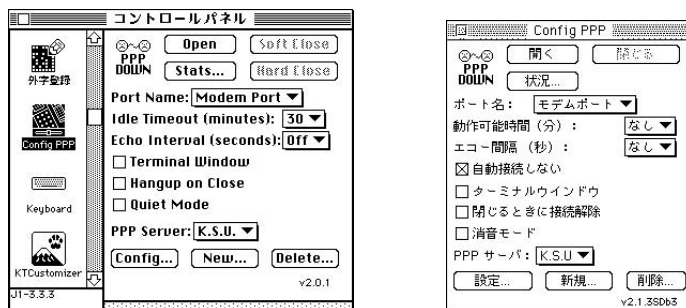 コントロールパネル
外字登録
Config PPP
Keyboard
KTCustomizer
J1-3.3.3
PPP
DOWN
Open
Soft Close
Stats...
Hard Close
Port Name: Modem Port
Idle Timeout (minutes): 30
Echo Interval (seconds): Off
Terminal Window
Hangup on Close
Quiet Mode
PPP Server: K.S.U.
Config...
New...
Delete...
v2.0.1
Config PPP
PPP
DOWN
開く
閉じる
状況...
ポート名： モデムポート
動作可能時間（分）： なし
エコー間隔（秒）： なし
自動接続しない
ターミナルウインドウ
閉じるときに接続解除
消音モード
PPP サーバ： K.S.U
設定...
新規...
削除...
v2.1.3SDb3